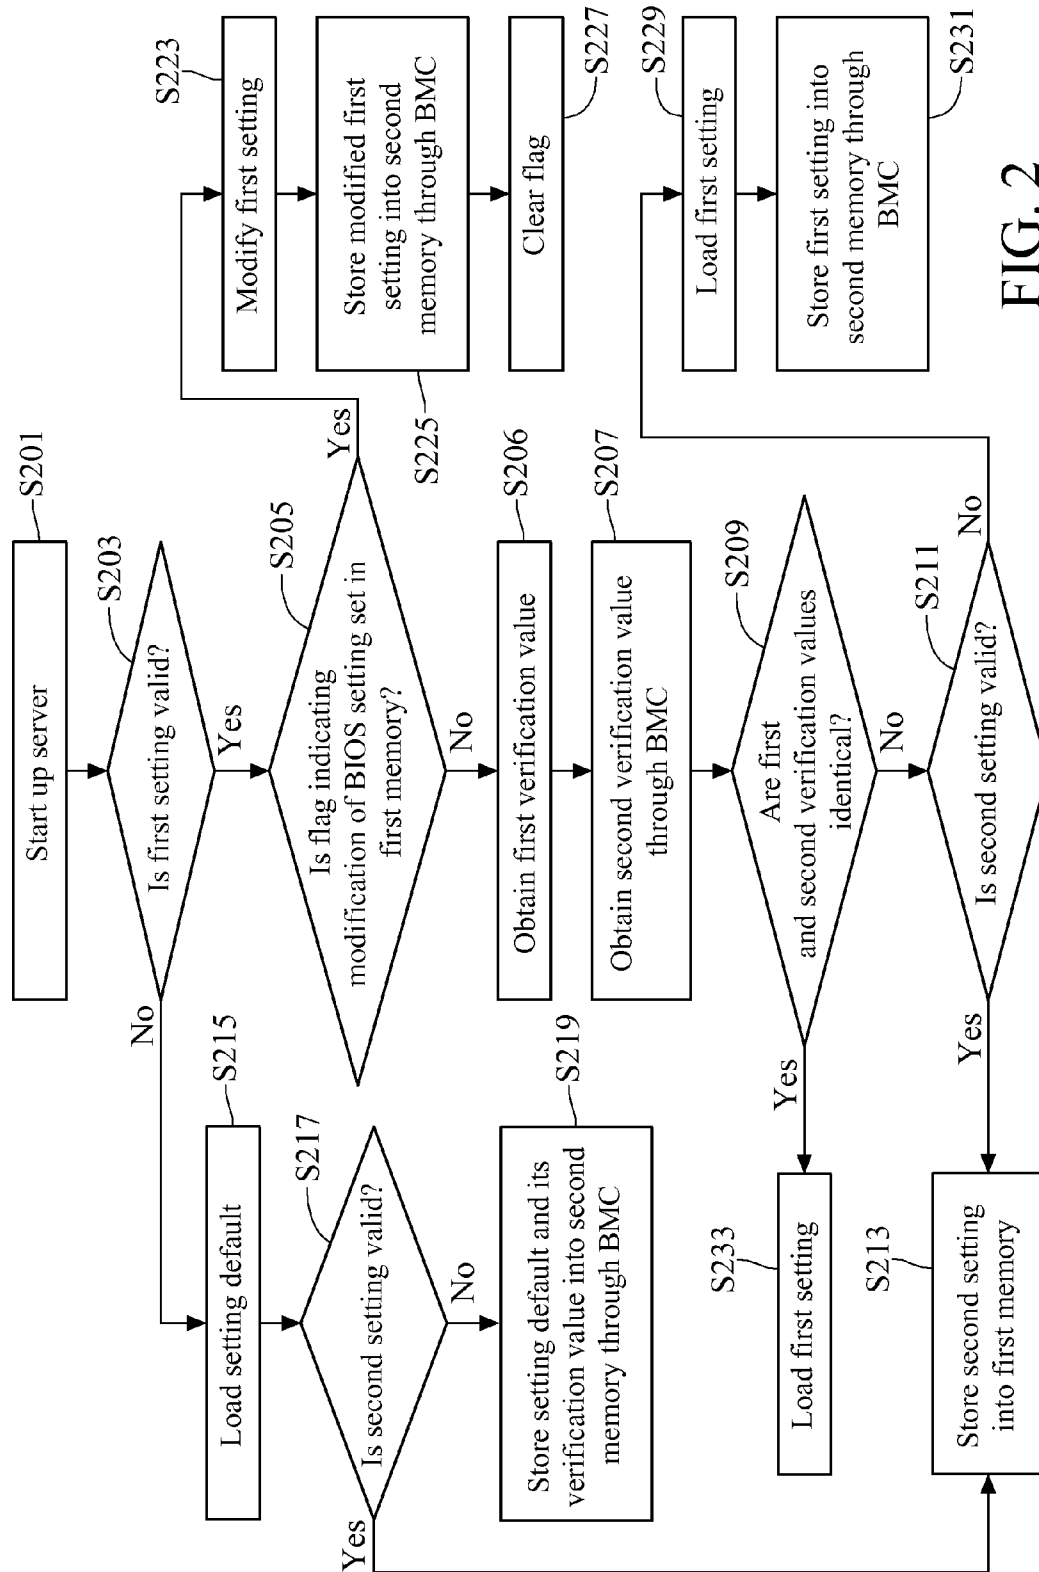 S201
Start up server
S203
Is first setting valid?
No
Yes
S205
Is flag indicating
modification of BIOS setting set in
first memory?
Yes
No
S206
Obtain first verification value
S207
Obtain second verification value
through BMC
S209
Are first
and second verification values
identical?
Yes
No
S211
Is second setting valid?
Yes
No
S215
Load setting default
S217
Is second setting valid?
Yes
No
S219
Store setting default and its
verification value into second
memory through BMC
S233
Load first setting
S213
Store second setting
into first memory
S223
Modify first setting
Store modified first
setting into second
memory through BMC
S225
S227
Clear flag
S229
Load first setting
S231
Store first setting into
second memory through
BMC
FIG. 2